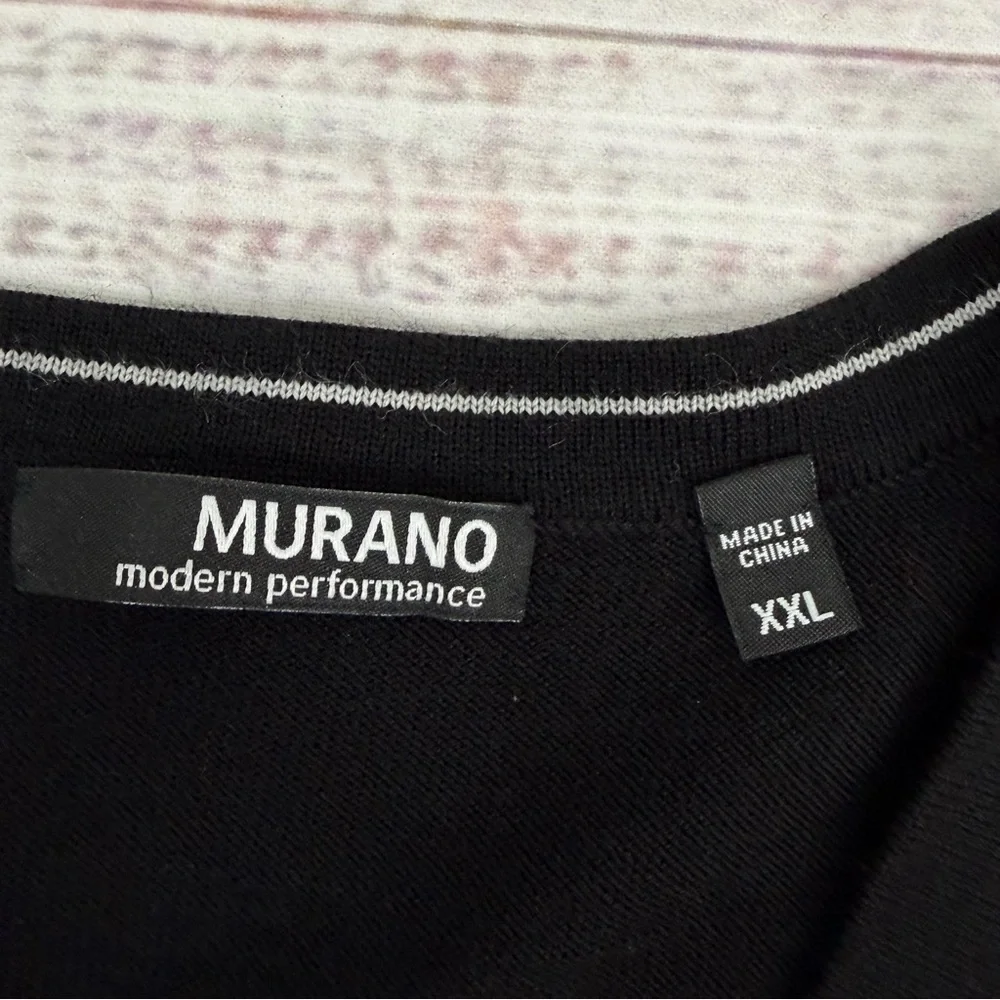 MURANO
modern performance
MADE IN
CHINA
XXL